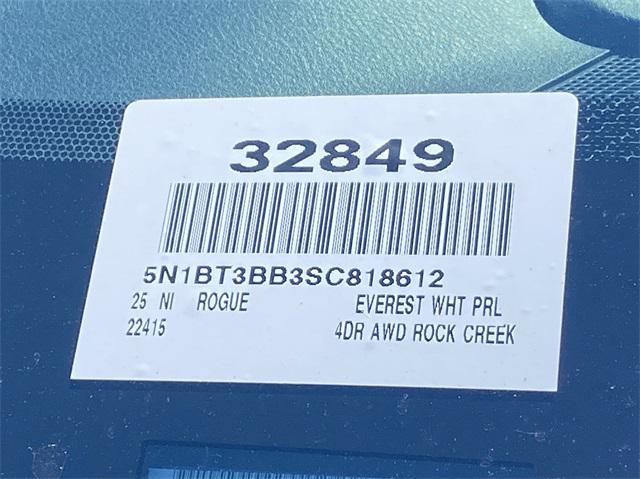 32849
5N1BT3BB3SC818612
25 NI ROGUE EVEREST WHT PRL
22415 4DR AWD ROCK CREEK